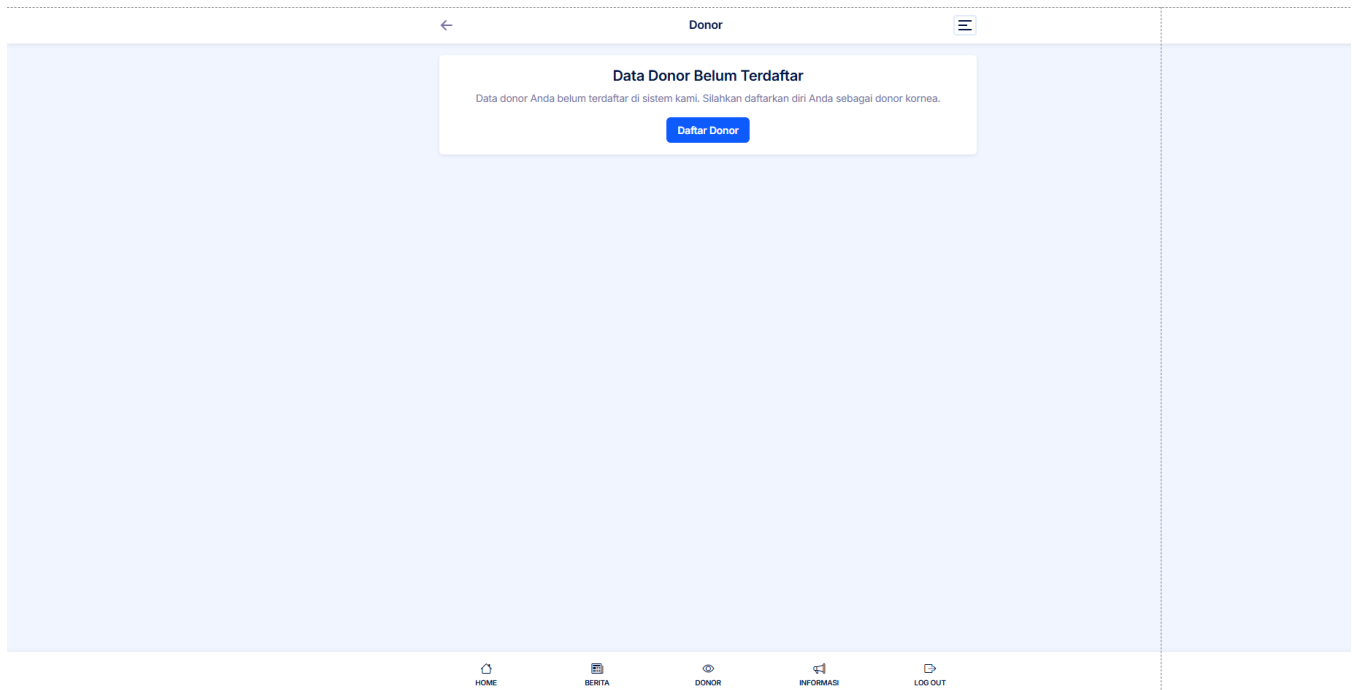 Donor
Data Donor Belum Terdaftar
Data donor Anda belum terdaftar di sistem kami. Silahkan daftarkan diri Anda sebagai donor kornea.
Daftar Donor
HOME BERITA DONOR INFORMASI LOG OUT